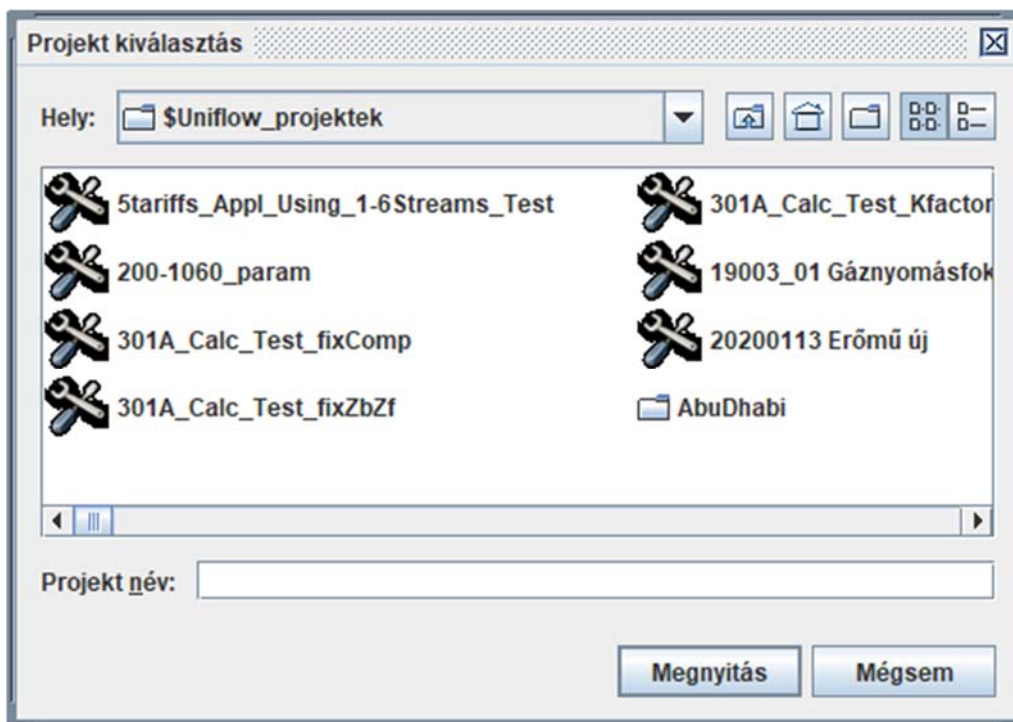 Projekt kiválasztás
Hely: $Uniflow_projektek
5tariffs_Appl_Using_1-6Streams_Test
200-1060_param
301A_Calc_Test_fixComp
301A_Calc_Test_fixZbZf
301A_Calc_Test_Kfactor
19003_01 Gáznyomásfok
20200113 Erőmű új
AbuDhabi
Projekt név:
Megnyitás Mégsem